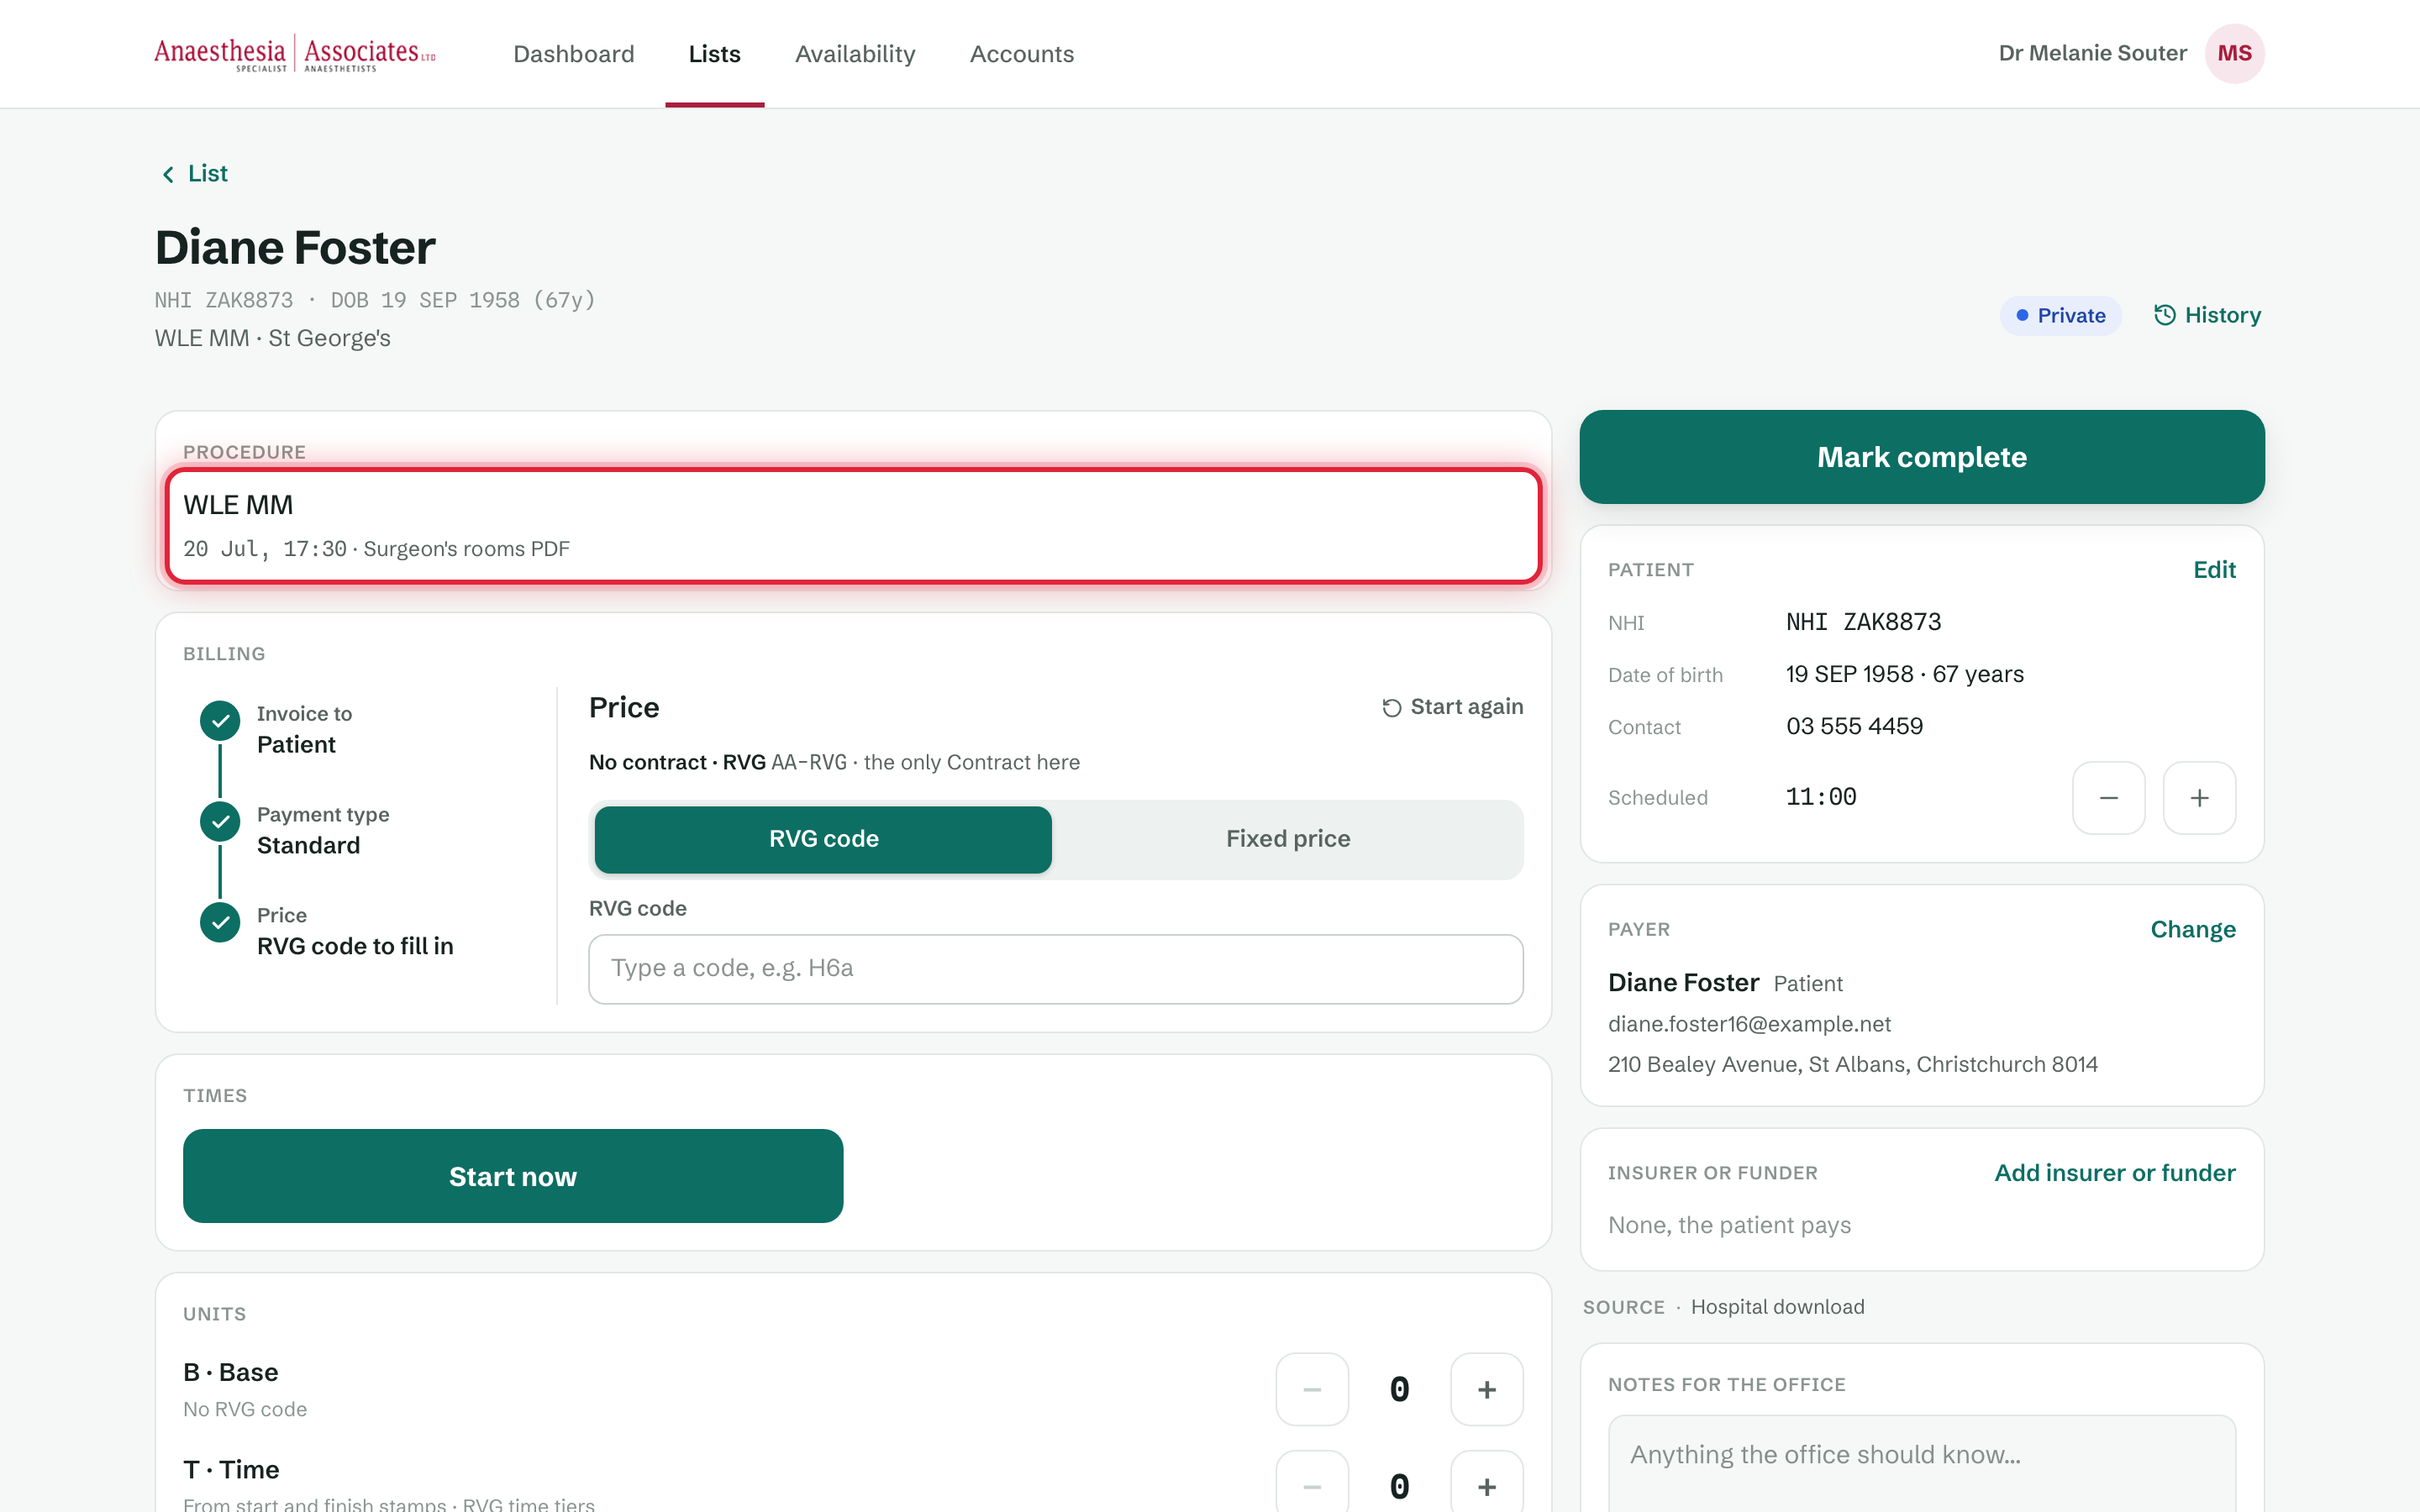 Anaesthesia | Associates LTD
SPECIALIST ANAESTHETISTS
Dashboard
Lists
Availability
Accounts
Dr Melanie Souter
MS
List
Diane Foster
NHI ZAK8873 · DOB 19 SEP 1958 (67y)
WLE MM · St George's
Private
History
PROCEDURE
WLE MM
20 Jul, 17:30 · Surgeon's rooms PDF
BILLING
Invoice to
Patient
Payment type
Standard
Price
RVG code to fill in
Price
Start again
No contract · RVG AA-RVG · the only Contract here
RVG code
Fixed price
RVG code
Type a code, e.g. H6a
TIMES
Start now
UNITS
B · Base
No RVG code
− 0 +
T · Time
From start and finish stamps · RVG time tiers
− 0 +
Mark complete
PATIENT
Edit
NHI
NHI ZAK8873
Date of birth
19 SEP 1958 · 67 years
Contact
03 555 4459
Scheduled
11:00
− +
PAYER
Change
Diane Foster Patient
diane.foster16@example.net
210 Bealey Avenue, St Albans, Christchurch 8014
INSURER OR FUNDER
Add insurer or funder
None, the patient pays
SOURCE · Hospital download
NOTES FOR THE OFFICE
Anything the office should know...